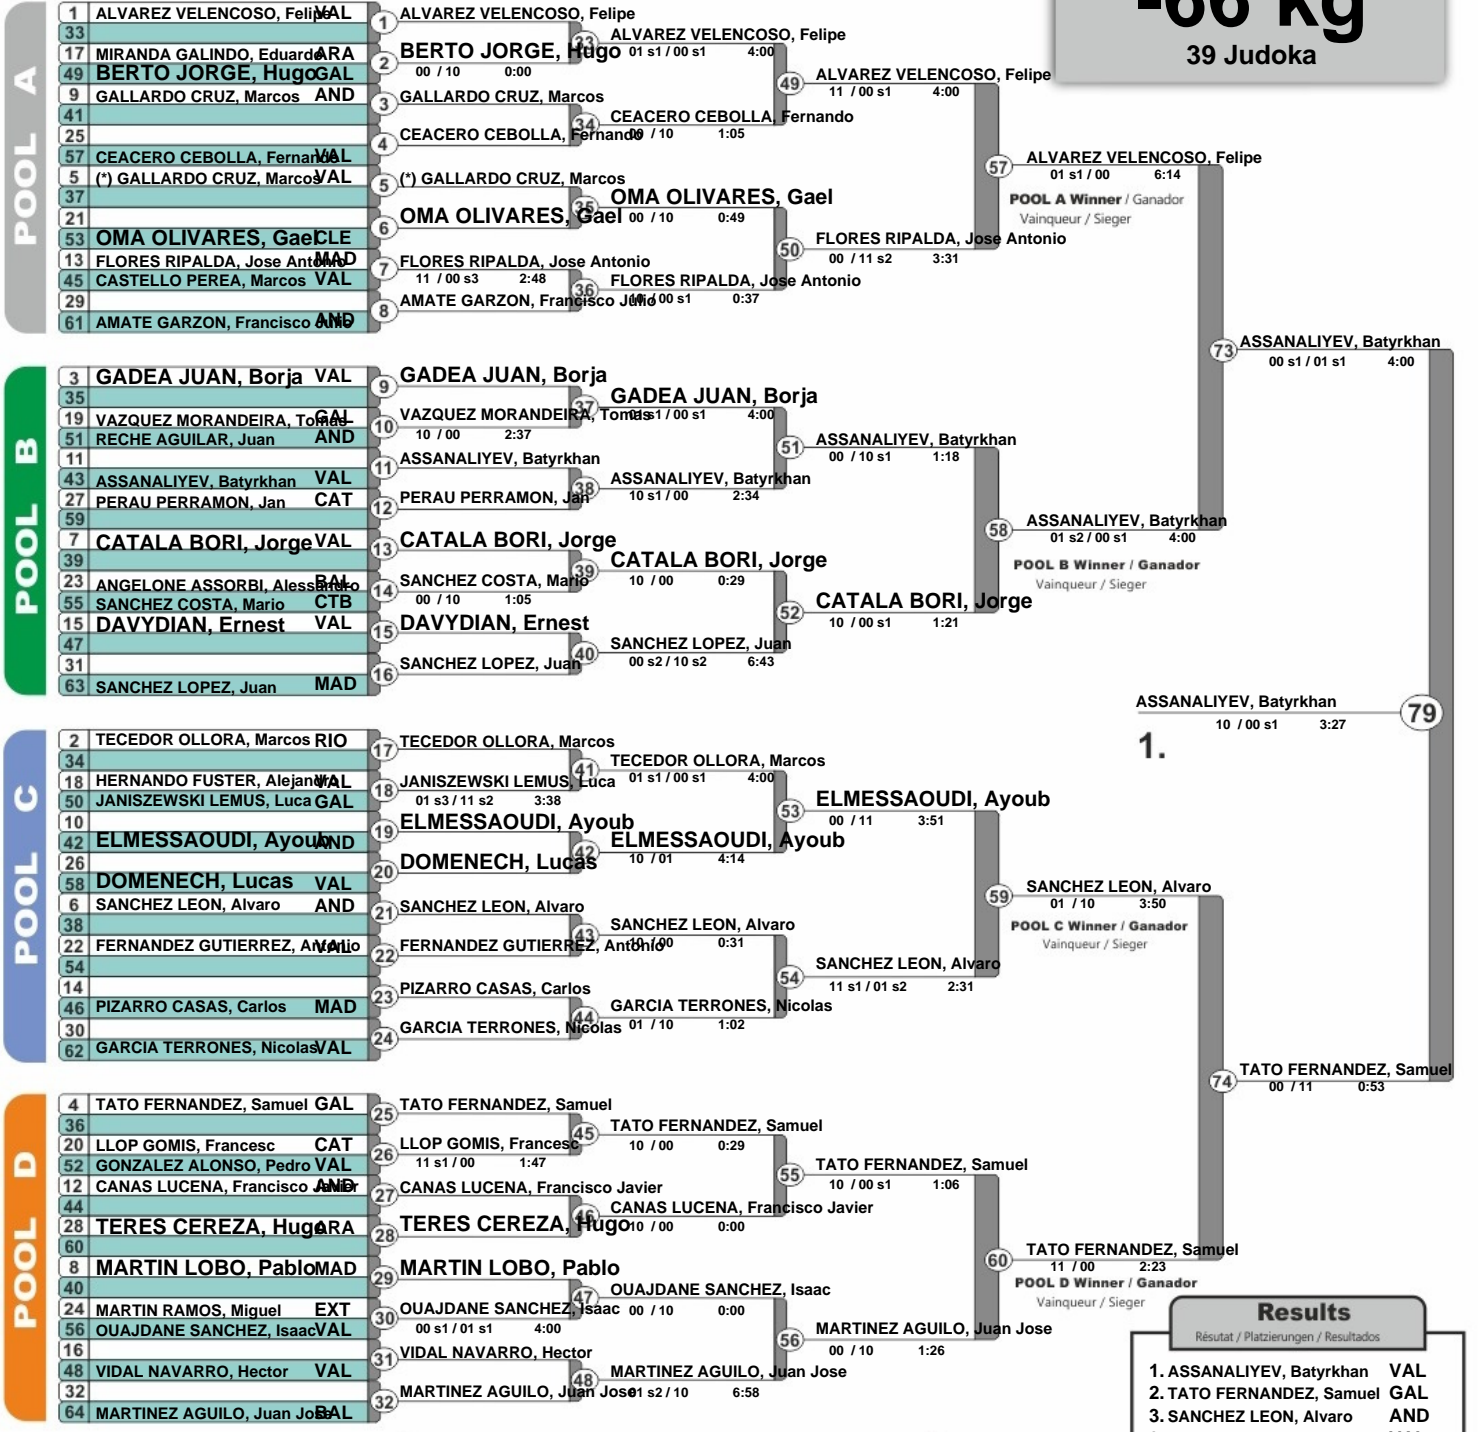 -66 kg
39 Judoka
POOL A
1 ALVAREZ VELENCOSO, Felipe VAL
33
17 MIRANDA GALINDO, Eduardo ARA
49 BERTO JORGE, Hugo GAL
9 GALLARDO CRUZ, Marcos AND
41
25
57 CEACERO CEBOLLA, Fernando VAL
5 (*) GALLARDO CRUZ, Marcos VAL
37
21
53 OMA OLIVARES, Gael CLE
13 FLORES RIPALDA, Jose Antonio MAD
45 CASTELLO PEREA, Marcos VAL
29
61 AMATE GARZON, Francisco Julio AND
1 ALVAREZ VELENCOSO, Felipe
2 BERTO JORGE, Hugo
00 / 10 0:00
3 GALLARDO CRUZ, Marcos
4 CEACERO CEBOLLA, Fernando
5 (*) GALLARDO CRUZ, Marcos
6 OMA OLIVARES, Gael
7 FLORES RIPALDA, Jose Antonio
11 / 00 s3 2:48
8 AMATE GARZON, Francisco Julio
33 ALVAREZ VELENCOSO, Felipe
01 s1 / 00 s1 4:00
34 CEACERO CEBOLLA, Fernando
00 / 10 1:05
35 OMA OLIVARES, Gael
00 / 10 0:49
36 FLORES RIPALDA, Jose Antonio
10 / 00 s1 0:37
49 ALVAREZ VELENCOSO, Felipe
11 / 00 s1 4:00
50 FLORES RIPALDA, Jose Antonio
00 / 11 s2 3:31
57 ALVAREZ VELENCOSO, Felipe
01 s1 / 00 6:14
POOL A Winner / Ganador
Vainqueur / Sieger
POOL B
3 GADEA JUAN, Borja VAL
35
19 VAZQUEZ MORANDEIRA, Tomas GAL
51 RECHE AGUILAR, Juan AND
11
43 ASSANALIYEV, Batyrkhan VAL
27 PERAU PERRAMON, Jan CAT
59
7 CATALA BORI, Jorge VAL
39
23 ANGELONE ASSORBI, Alessandro BAL
55 SANCHEZ COSTA, Mario CTB
15 DAVYDIAN, Ernest VAL
47
31
63 SANCHEZ LOPEZ, Juan MAD
9 GADEA JUAN, Borja
10 VAZQUEZ MORANDEIRA, Tomas
10 / 00 2:37
11 ASSANALIYEV, Batyrkhan
12 PERAU PERRAMON, Jan
13 CATALA BORI, Jorge
14 SANCHEZ COSTA, Mario
00 / 10 1:05
15 DAVYDIAN, Ernest
16 SANCHEZ LOPEZ, Juan
37 GADEA JUAN, Borja
01 s1 / 00 s1 4:00
38 ASSANALIYEV, Batyrkhan
10 s1 / 00 2:34
39 CATALA BORI, Jorge
10 / 00 0:29
40 SANCHEZ LOPEZ, Juan
00 s2 / 10 s2 6:43
51 ASSANALIYEV, Batyrkhan
00 / 10 s1 1:18
52 CATALA BORI, Jorge
10 / 00 s1 1:21
58 ASSANALIYEV, Batyrkhan
01 s2 / 00 s1 4:00
POOL B Winner / Ganador
Vainqueur / Sieger
73 ASSANALIYEV, Batyrkhan
00 s1 / 01 s1 4:00
ASSANALIYEV, Batyrkhan 79
10 / 00 s1 3:27
1.
POOL C
2 TECEDOR OLLORA, Marcos RIO
34
18 HERNANDO FUSTER, Alejandro VAL
50 JANISZEWSKI LEMUS, Luca GAL
10
42 ELMESSAOUDI, Ayoub AND
26
58 DOMENECH, Lucas VAL
6 SANCHEZ LEON, Alvaro AND
38
22 FERNANDEZ GUTIERREZ, Antonio VAL
54
14
46 PIZARRO CASAS, Carlos MAD
30
62 GARCIA TERRONES, Nicolas VAL
17 TECEDOR OLLORA, Marcos
18 JANISZEWSKI LEMUS, Luca
01 s3 / 11 s2 3:38
19 ELMESSAOUDI, Ayoub
20 DOMENECH, Lucas
21 SANCHEZ LEON, Alvaro
22 FERNANDEZ GUTIERREZ, Antonio
23 PIZARRO CASAS, Carlos
24 GARCIA TERRONES, Nicolas
41 TECEDOR OLLORA, Marcos
01 s1 / 00 s1 4:00
42 ELMESSAOUDI, Ayoub
10 / 01 4:14
43 SANCHEZ LEON, Alvaro
10 / 00 0:31
44 GARCIA TERRONES, Nicolas
01 / 10 1:02
53 ELMESSAOUDI, Ayoub
00 / 11 3:51
54 SANCHEZ LEON, Alvaro
11 s1 / 01 s2 2:31
59 SANCHEZ LEON, Alvaro
01 / 10 3:50
POOL C Winner / Ganador
Vainqueur / Sieger
74 TATO FERNANDEZ, Samuel
00 / 11 0:53
POOL D
4 TATO FERNANDEZ, Samuel GAL
36
20 LLOP GOMIS, Francesc CAT
52 GONZALEZ ALONSO, Pedro VAL
12 CANAS LUCENA, Francisco Javier AND
44
28 TERES CEREZA, Hugo ARA
60
8 MARTIN LOBO, Pablo MAD
40
24 MARTIN RAMOS, Miguel EXT
56 OUAJDANE SANCHEZ, Isaac VAL
16
48 VIDAL NAVARRO, Hector VAL
32
64 MARTINEZ AGUILO, Juan Jose BAL
25 TATO FERNANDEZ, Samuel
26 LLOP GOMIS, Francesc
11 s1 / 00 1:47
27 CANAS LUCENA, Francisco Javier
28 TERES CEREZA, Hugo
29 MARTIN LOBO, Pablo
30 OUAJDANE SANCHEZ, Isaac
00 s1 / 01 s1 4:00
31 VIDAL NAVARRO, Hector
32 MARTINEZ AGUILO, Juan Jose
45 TATO FERNANDEZ, Samuel
10 / 00 0:29
46 CANAS LUCENA, Francisco Javier
10 / 00 0:00
47 OUAJDANE SANCHEZ, Isaac
00 / 10 0:00
48 MARTINEZ AGUILO, Juan Jose
01 s2 / 10 6:58
55 TATO FERNANDEZ, Samuel
10 / 00 s1 1:06
56 MARTINEZ AGUILO, Juan Jose
00 / 10 1:26
60 TATO FERNANDEZ, Samuel
11 / 00 2:23
POOL D Winner / Ganador
Vainqueur / Sieger
Results
Résutat / Platzierungen / Resultados
1. ASSANALIYEV, Batyrkhan VAL
2. TATO FERNANDEZ, Samuel GAL
3. SANCHEZ LEON, Alvaro AND